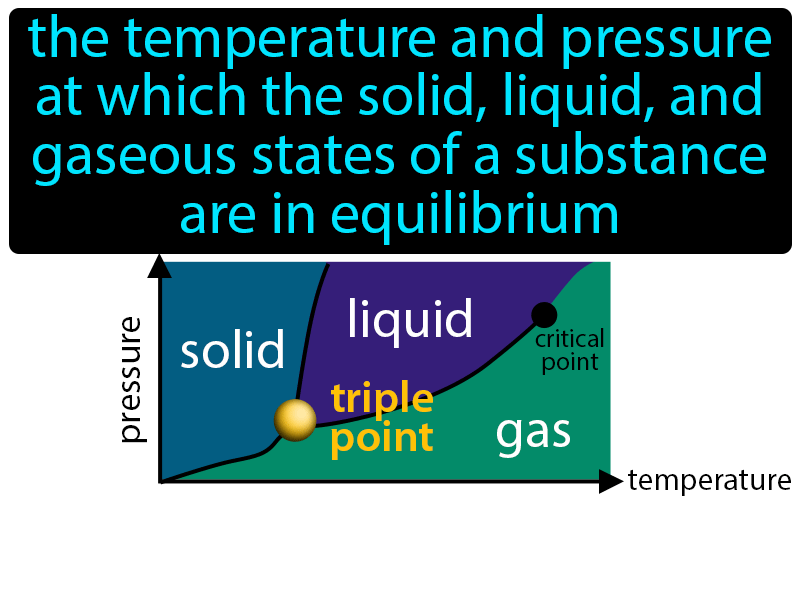 the temperature and pressure
at which the solid, liquid, and
gaseous states of a substance
are in equilibrium
pressure
solid
liquid
critical
point
triple
point
gas
temperature